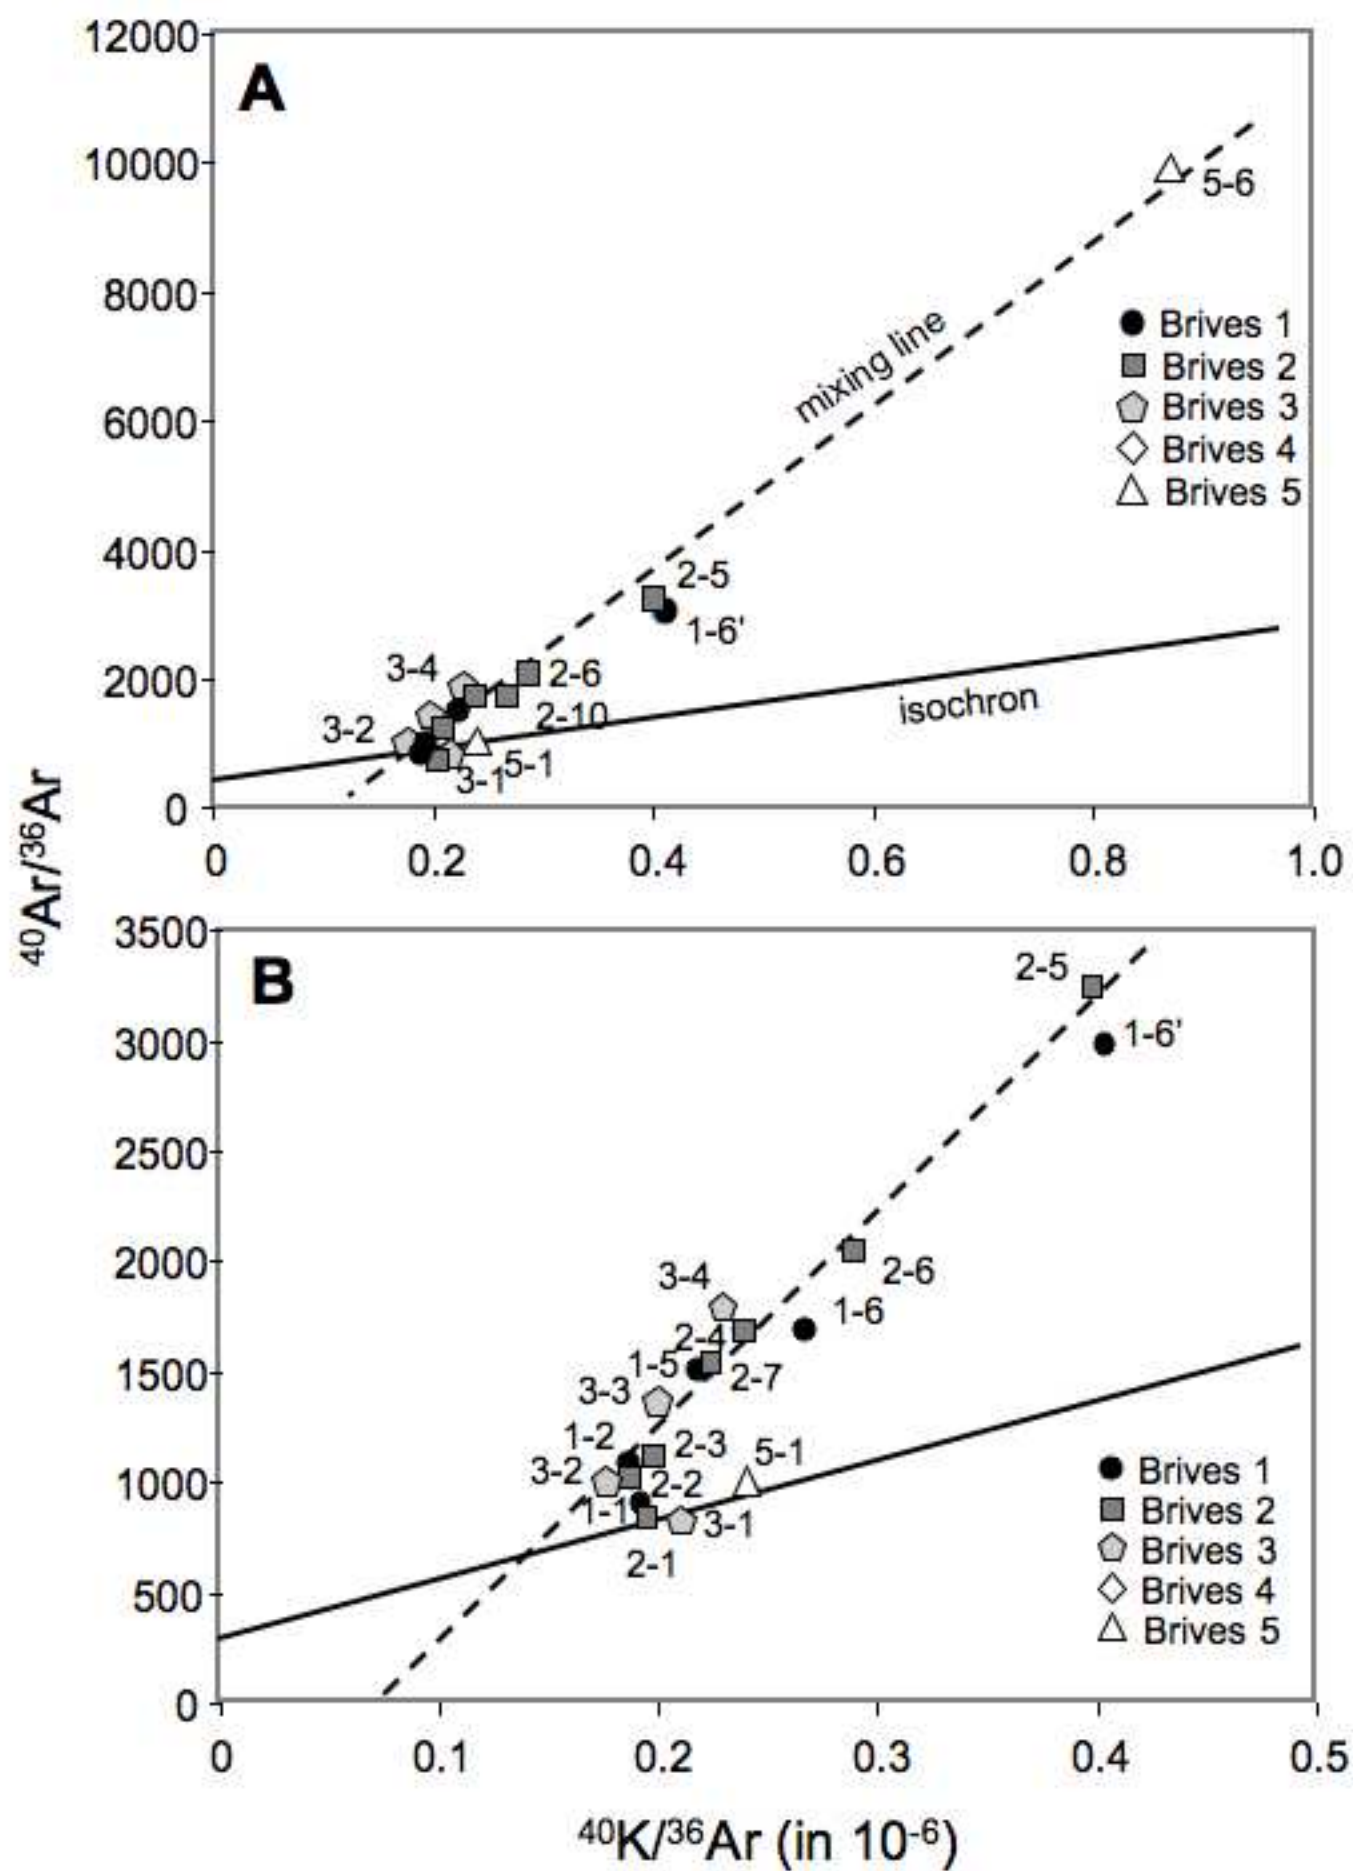 12000
A
10000
5-6
8000
mixing line
Brives 1
Brives 2
6000
Brives 3
Brives 4
Brives 5
4000
2-5
1-6'
3-4
2000
2-6
isochron
2-10
3-2
5-1
3-1
0
0 0.2 0.4 0.6 0.8 1.0
⁴⁰Ar/³⁶Ar
3500
B
2-5
3000
1-6'
2500
2000
3-4
2-6
1-6
2-4
1500
1-5
2-7
3-3
1-2
2-3
5-1
3-2
1000
2-2
Brives 1
1-1
3-1
Brives 2
2-1
Brives 3
500
Brives 4
Brives 5
0
0 0.1 0.2 0.3 0.4 0.5
⁴⁰K/³⁶Ar (in 10⁻⁶)